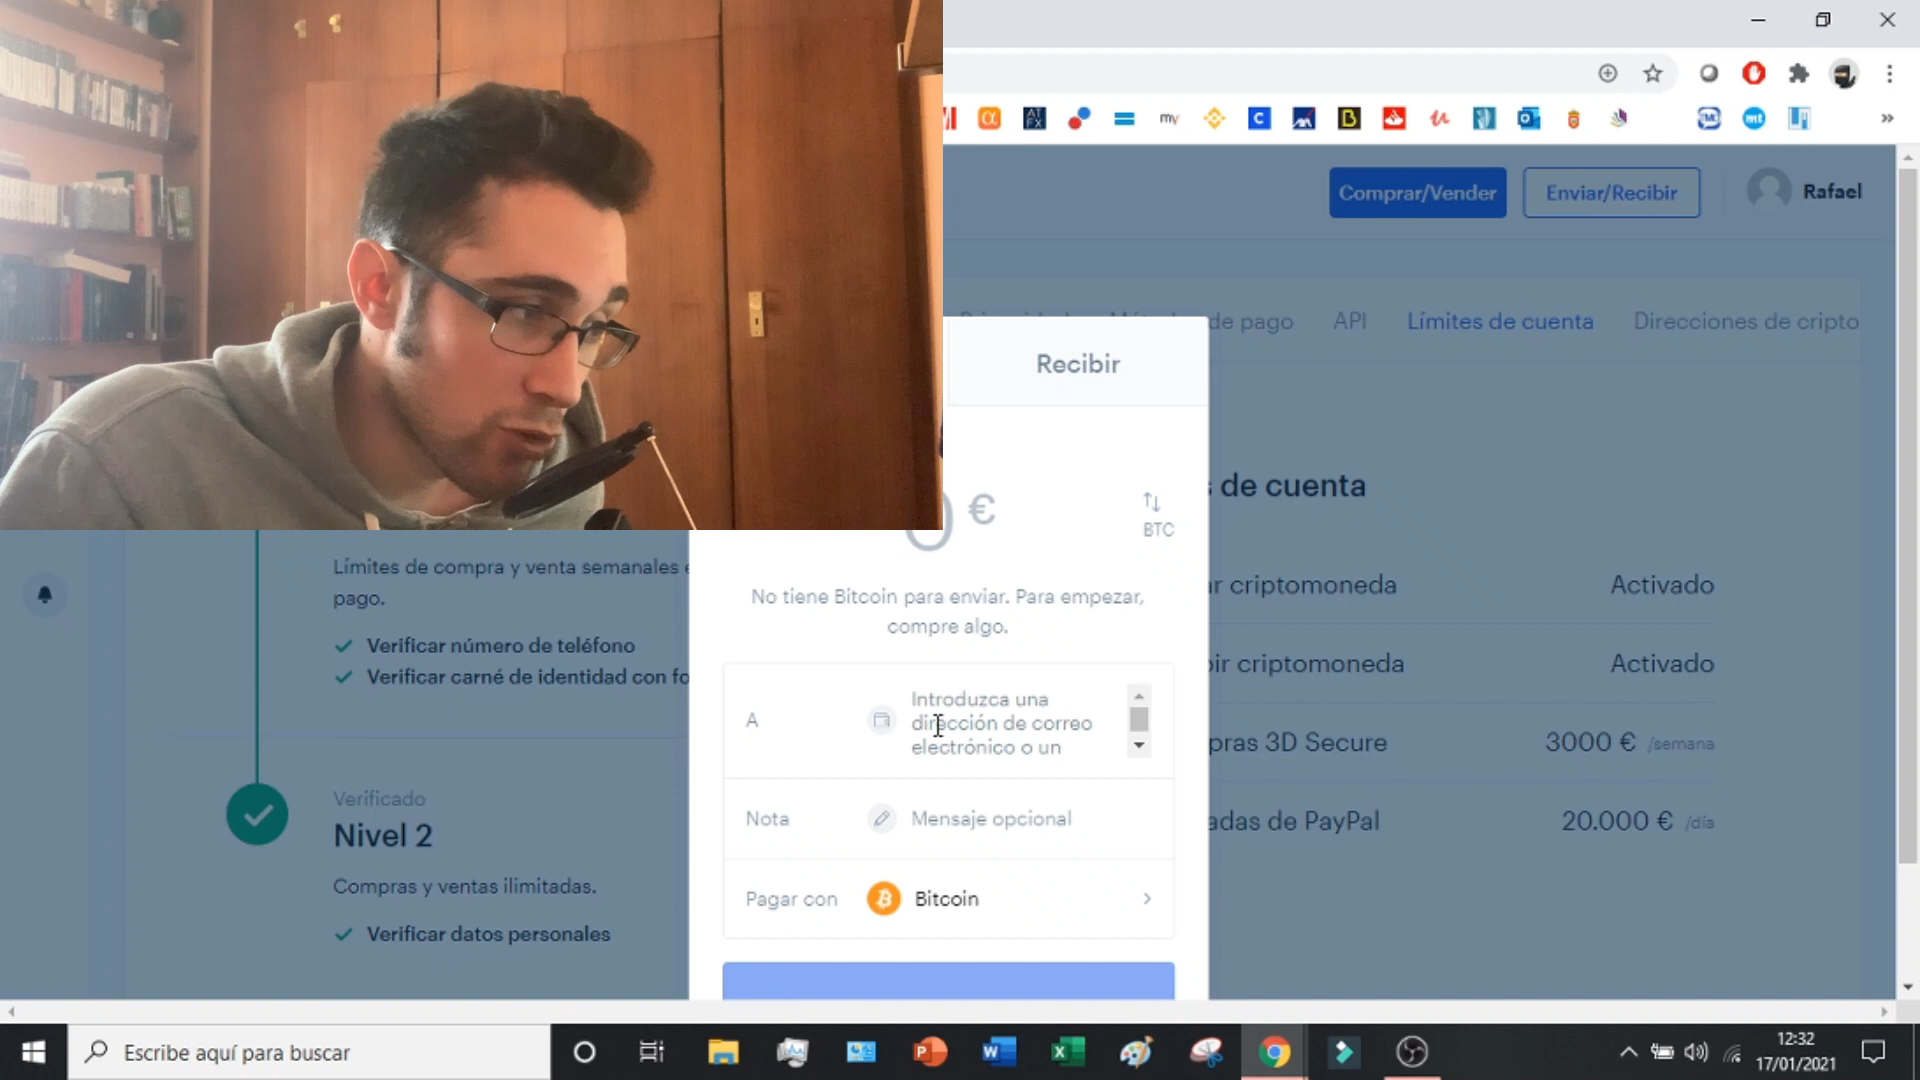 my
Comprar/Vender
Enviar/Recibir
Rafael
de pago
API
Límites de cuenta
Direcciones de cripto
Recibir
de cuenta
€
BTC
Límites de compra y venta semanales
pago.
No tiene Bitcoin para enviar. Para empezar,
compre algo.
criptomoneda
Activado
Verificar número de teléfono
Verificar carné de identidad con fo
criptomoneda
Activado
A
Introduzca una
dirección de correo
electrónico o un
pras 3D Secure
3000 € /semana
Verificado
Nivel 2
Nota
Mensaje opcional
adas de PayPal
20.000 € /día
Compras y ventas ilimitadas.
Pagar con
Bitcoin
Verificar datos personales
Escribe aquí para buscar
12:32
17/01/2021